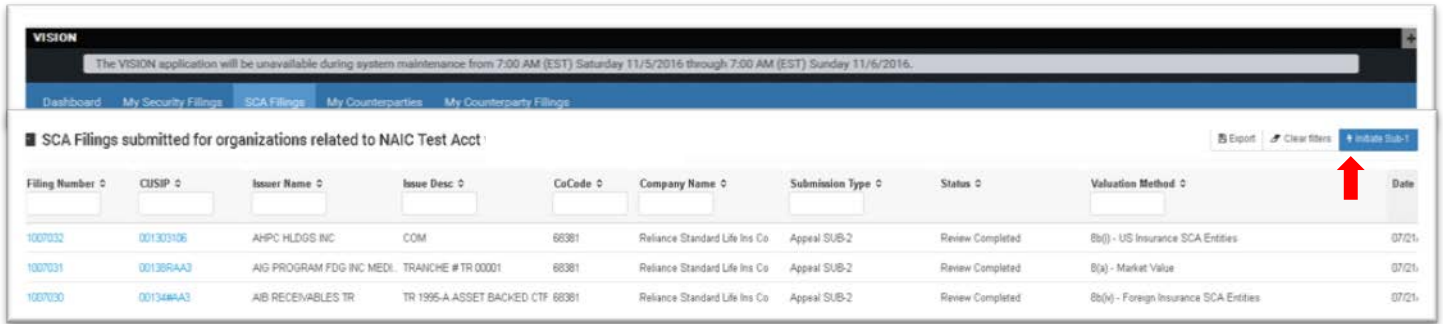 VISION
The VISION application will be unavailable during system maintenance from 7:00 AM (EST) Saturday 11/5/2016 through 7:00 AM (EST) Sunday 11/6/2016.
Dashboard My Security Filings SCA Filings My Counterparties My Counterparty Filings
SCA Filings submitted for organizations related to NAIC Test Acct
Export Clear filters Initiate Sub-1
Filing Number CUSIP Issuer Name Issue Desc CoCode Company Name Submission Type Status Valuation Method Date
1007032 001303106 AHPC HLDGS INC COM 68381 Reliance Standard Life Ins Co Appeal SUB-2 Review Completed 8b(i) - US Insurance SCA Entities 07/21/
1007031 00138RAA3 AIG PROGRAM FDG INC MEDI.. TRANCHE # TR 00001 68381 Reliance Standard Life Ins Co Appeal SUB-2 Review Completed 8(a) - Market Value 07/21/
1007030 00134#AA3 AIB RECEIVABLES TR TR 1995-A ASSET BACKED CTF 68381 Reliance Standard Life Ins Co Appeal SUB-2 Review Completed 8b(iv) - Foreign Insurance SCA Entities 07/21/